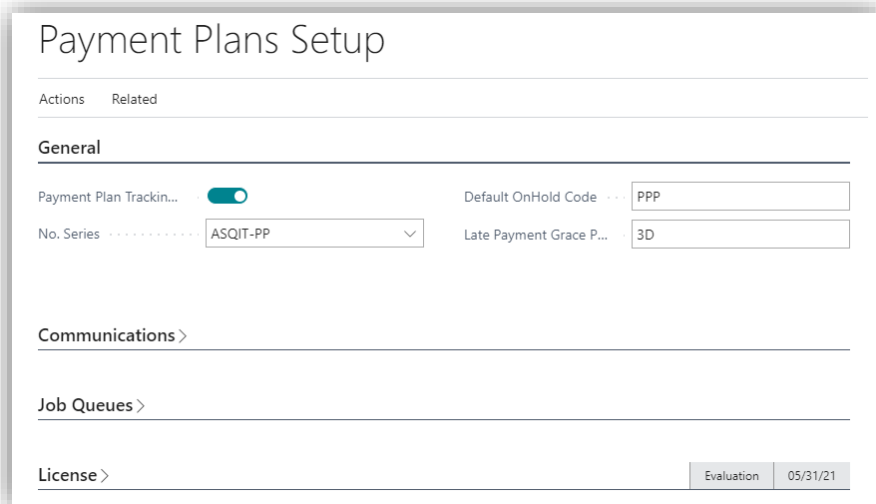 Payment Plans Setup
Actions Related
General
Payment Plan Trackin... Default OnHold Code PPP
No. Series ASQIT-PP Late Payment Grace P... 3D
Communications
Job Queues
License Evaluation 05/31/21